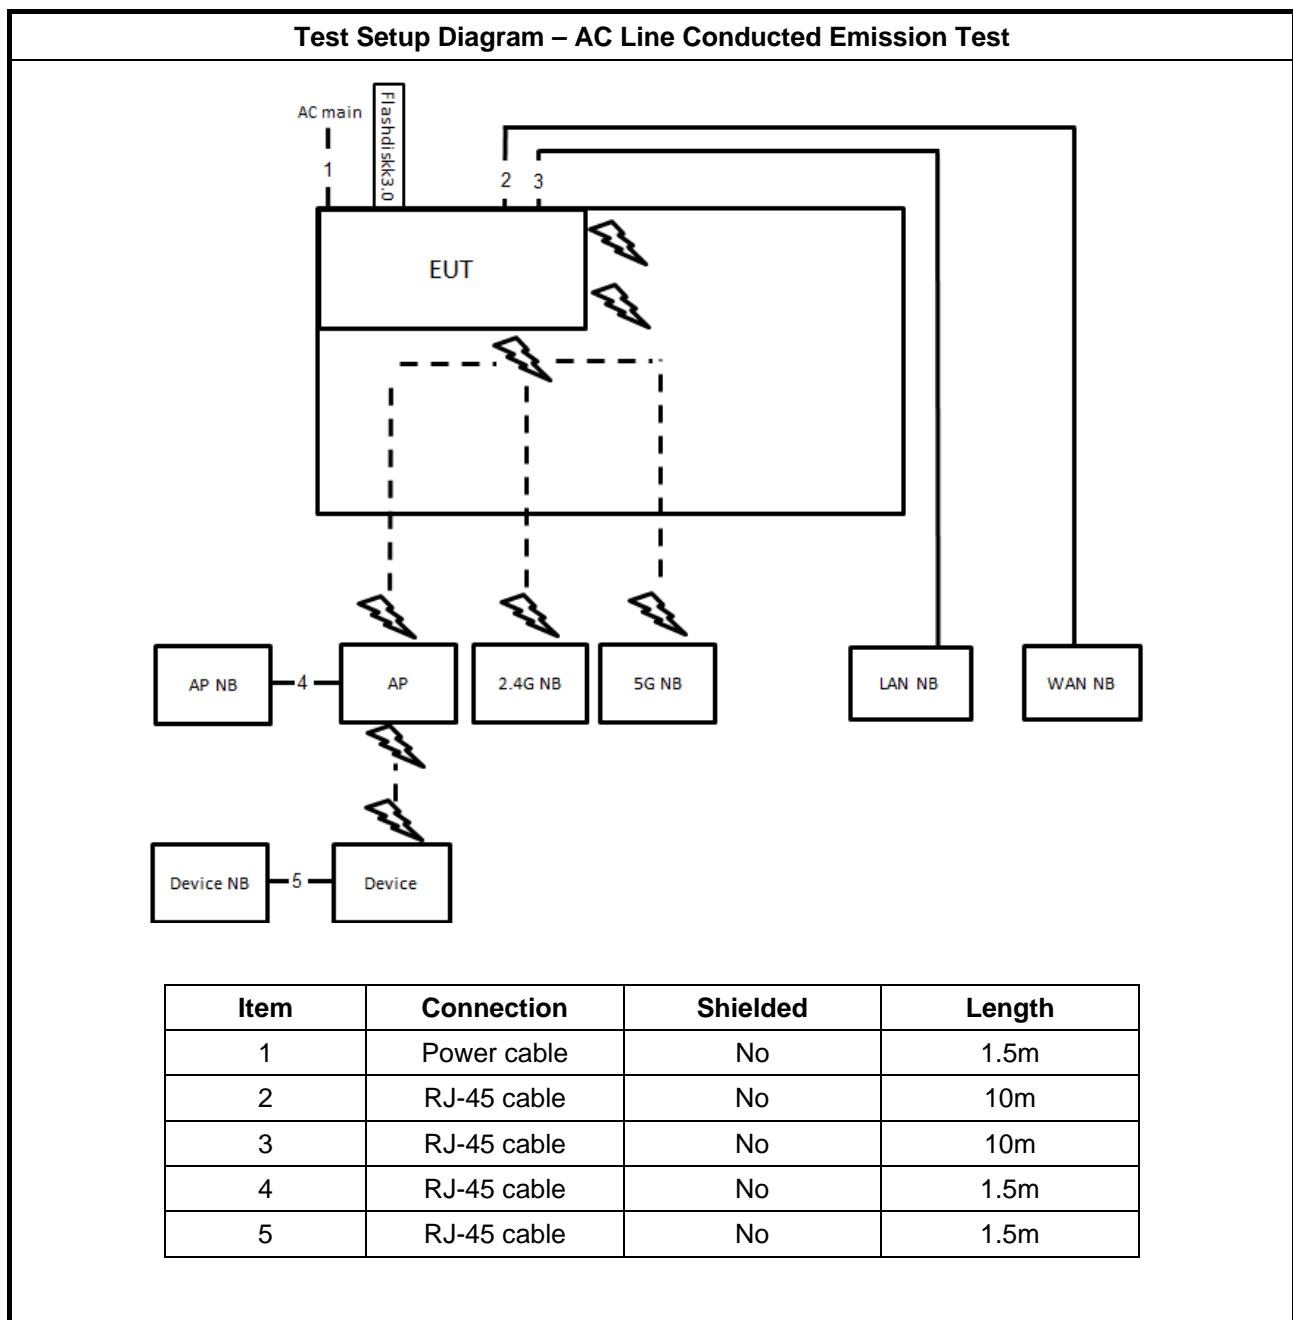 Test Setup Diagram – AC Line Conducted Emission Test
AC main
Flashdiskk3.0
1
2
3
EUT
AP NB
4
AP
2.4G NB
5G NB
LAN NB
WAN NB
Device NB
5
Device
Item Connection Shielded Length
1 Power cable No 1.5m
2 RJ-45 cable No 10m
3 RJ-45 cable No 10m
4 RJ-45 cable No 1.5m
5 RJ-45 cable No 1.5m